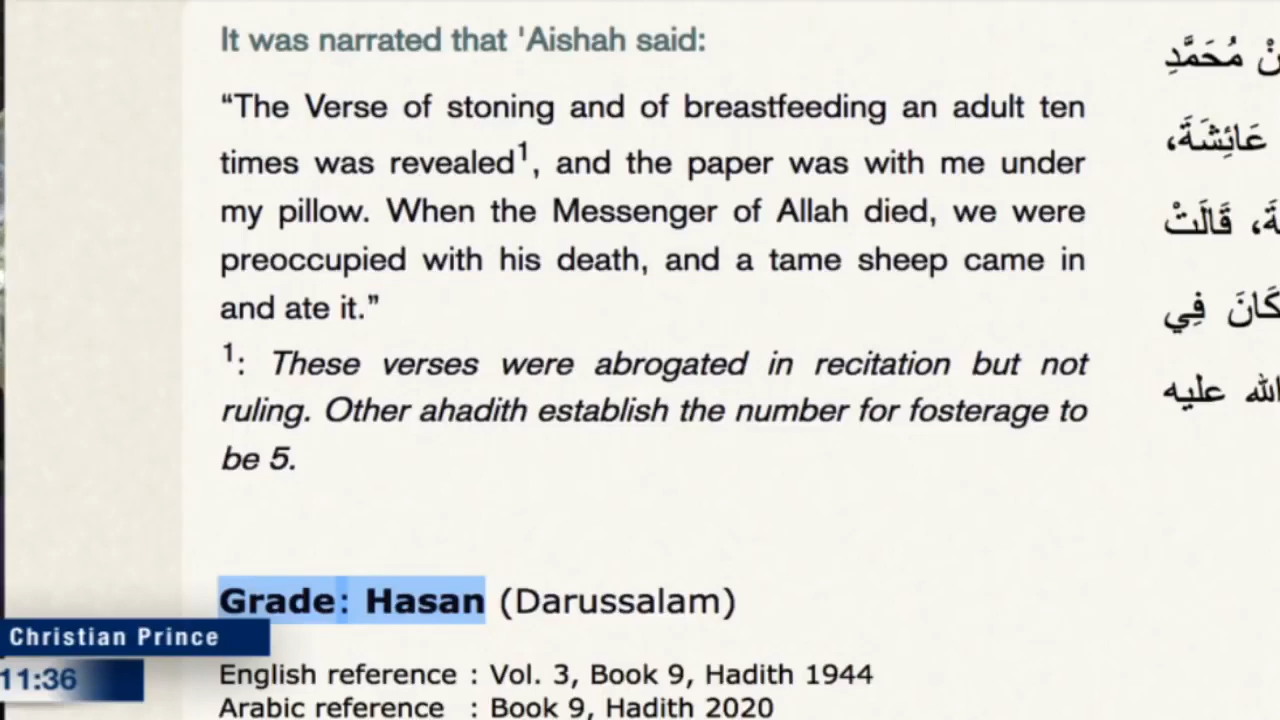 It was narrated that 'Aishah said:
“The Verse of stoning and of breastfeeding an adult ten
times was revealed¹, and the paper was with me under
my pillow. When the Messenger of Allah died, we were
preoccupied with his death, and a tame sheep came in
and ate it.”
¹: These verses were abrogated in recitation but not
ruling. Other ahadith establish the number for fosterage to
be 5.
Grade: Hasan (Darussalam)
English reference : Vol. 3, Book 9, Hadith 1944
Arabic reference : Book 9, Hadith 2020
مُحَمَّدِ
عَائِشَةَ،
قَالَتْ
كَانَ فِي
الله عليه
Christian Prince
11:36